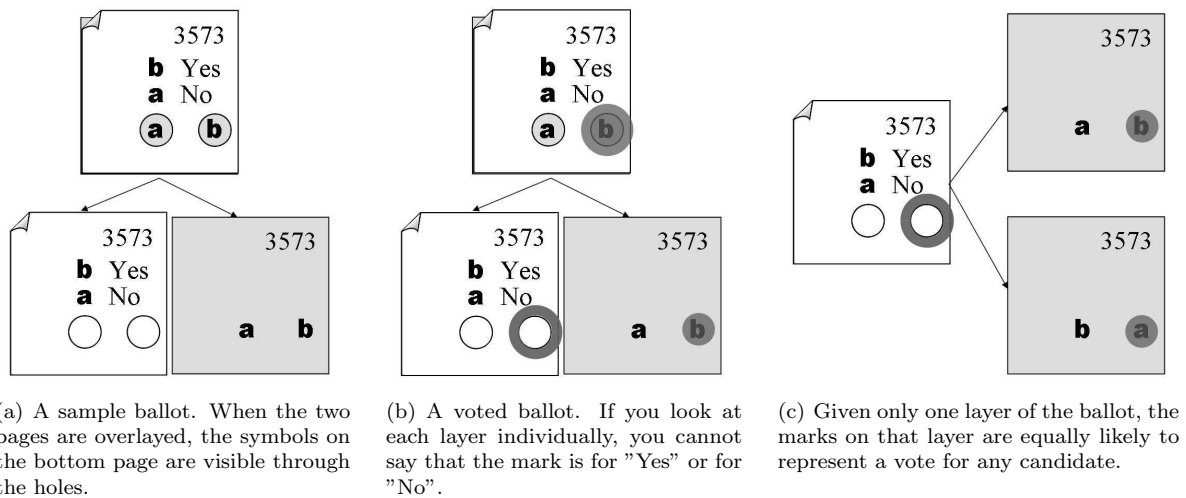 3573
b Yes
a No
a b
3573
b Yes
a No
3573
a b
3573
b Yes
a No
a b
3573
b Yes
a No
3573
a b
3573
b Yes
a No
3573
a b
3573
b a
(a) A sample ballot. When the two
pages are overlayed, the symbols on
the bottom page are visible through
the holes.
(b) A voted ballot. If you look at
each layer individually, you cannot
say that the mark is for "Yes" or for
"No".
(c) Given only one layer of the ballot, the
marks on that layer are equally likely to
represent a vote for any candidate.